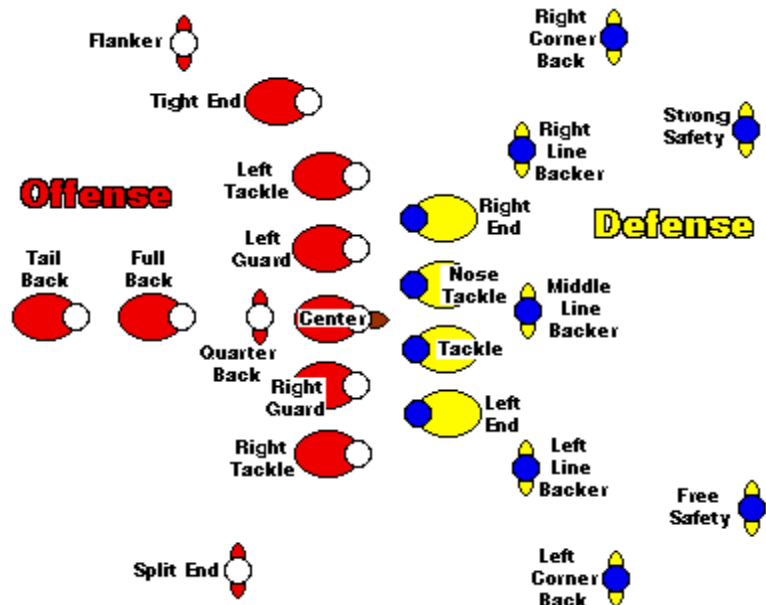 Flanker
Tight End
Left
Tackle
Offense
Left
Guard
Tail
Back
Full
Back
Center
Quarter
Back
Right
Guard
Right
Tackle
Split End
Right
Corner
Back
Strong
Safety
Right
Line
Backer
Right
End
Defense
Nose
Tackle
Middle
Line
Backer
Tackle
Left
End
Left
Line
Backer
Free
Safety
Left
Corner
Back